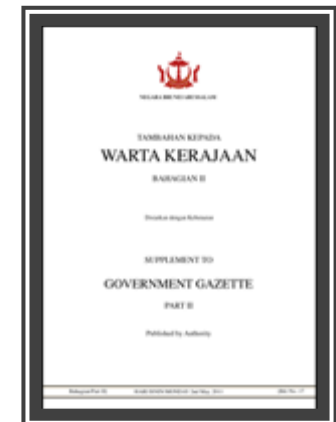 NEGARA BRUNEI DARUSSALAM
TAMBAHAN KEPADA
WARTA KERAJAAN
BAHAGIAN II
Disiarkan dengan Kebenaran
SUPPLEMENT TO
GOVERNMENT GAZETTE
PART II
Published by Authority